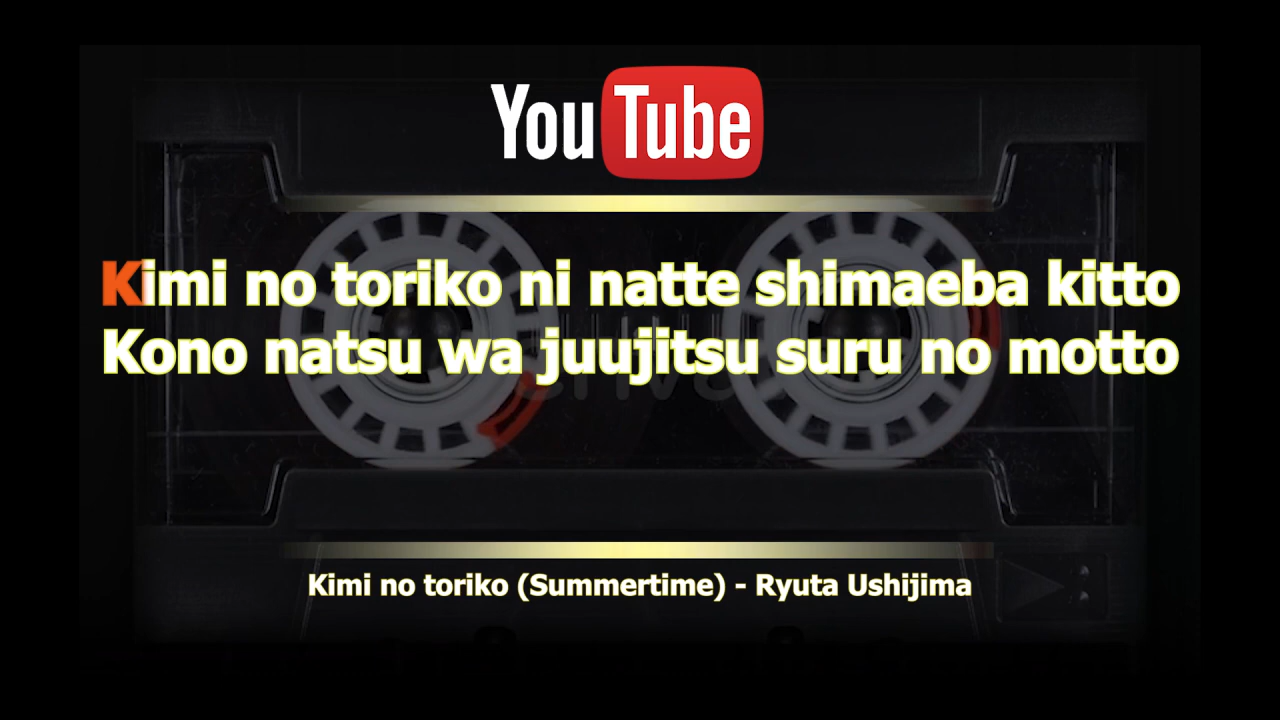 YouTube
Kimi no toriko ni natte shimaeba kitto
Kono natsu wa juujitsu suru no motto
Kimi no toriko (Summertime) - Ryuta Ushijima